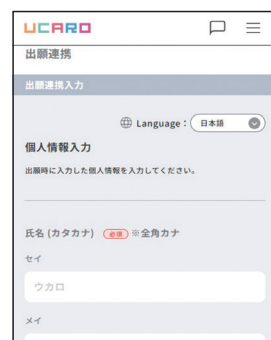 UCARO
出願連携
出願連携入力
Language : 日本語
個人情報入力
出願時に入力した個人情報を入力してください。
氏名 (カタカナ) 必須 ※全角カナ
セイ
ウカロ
メイ